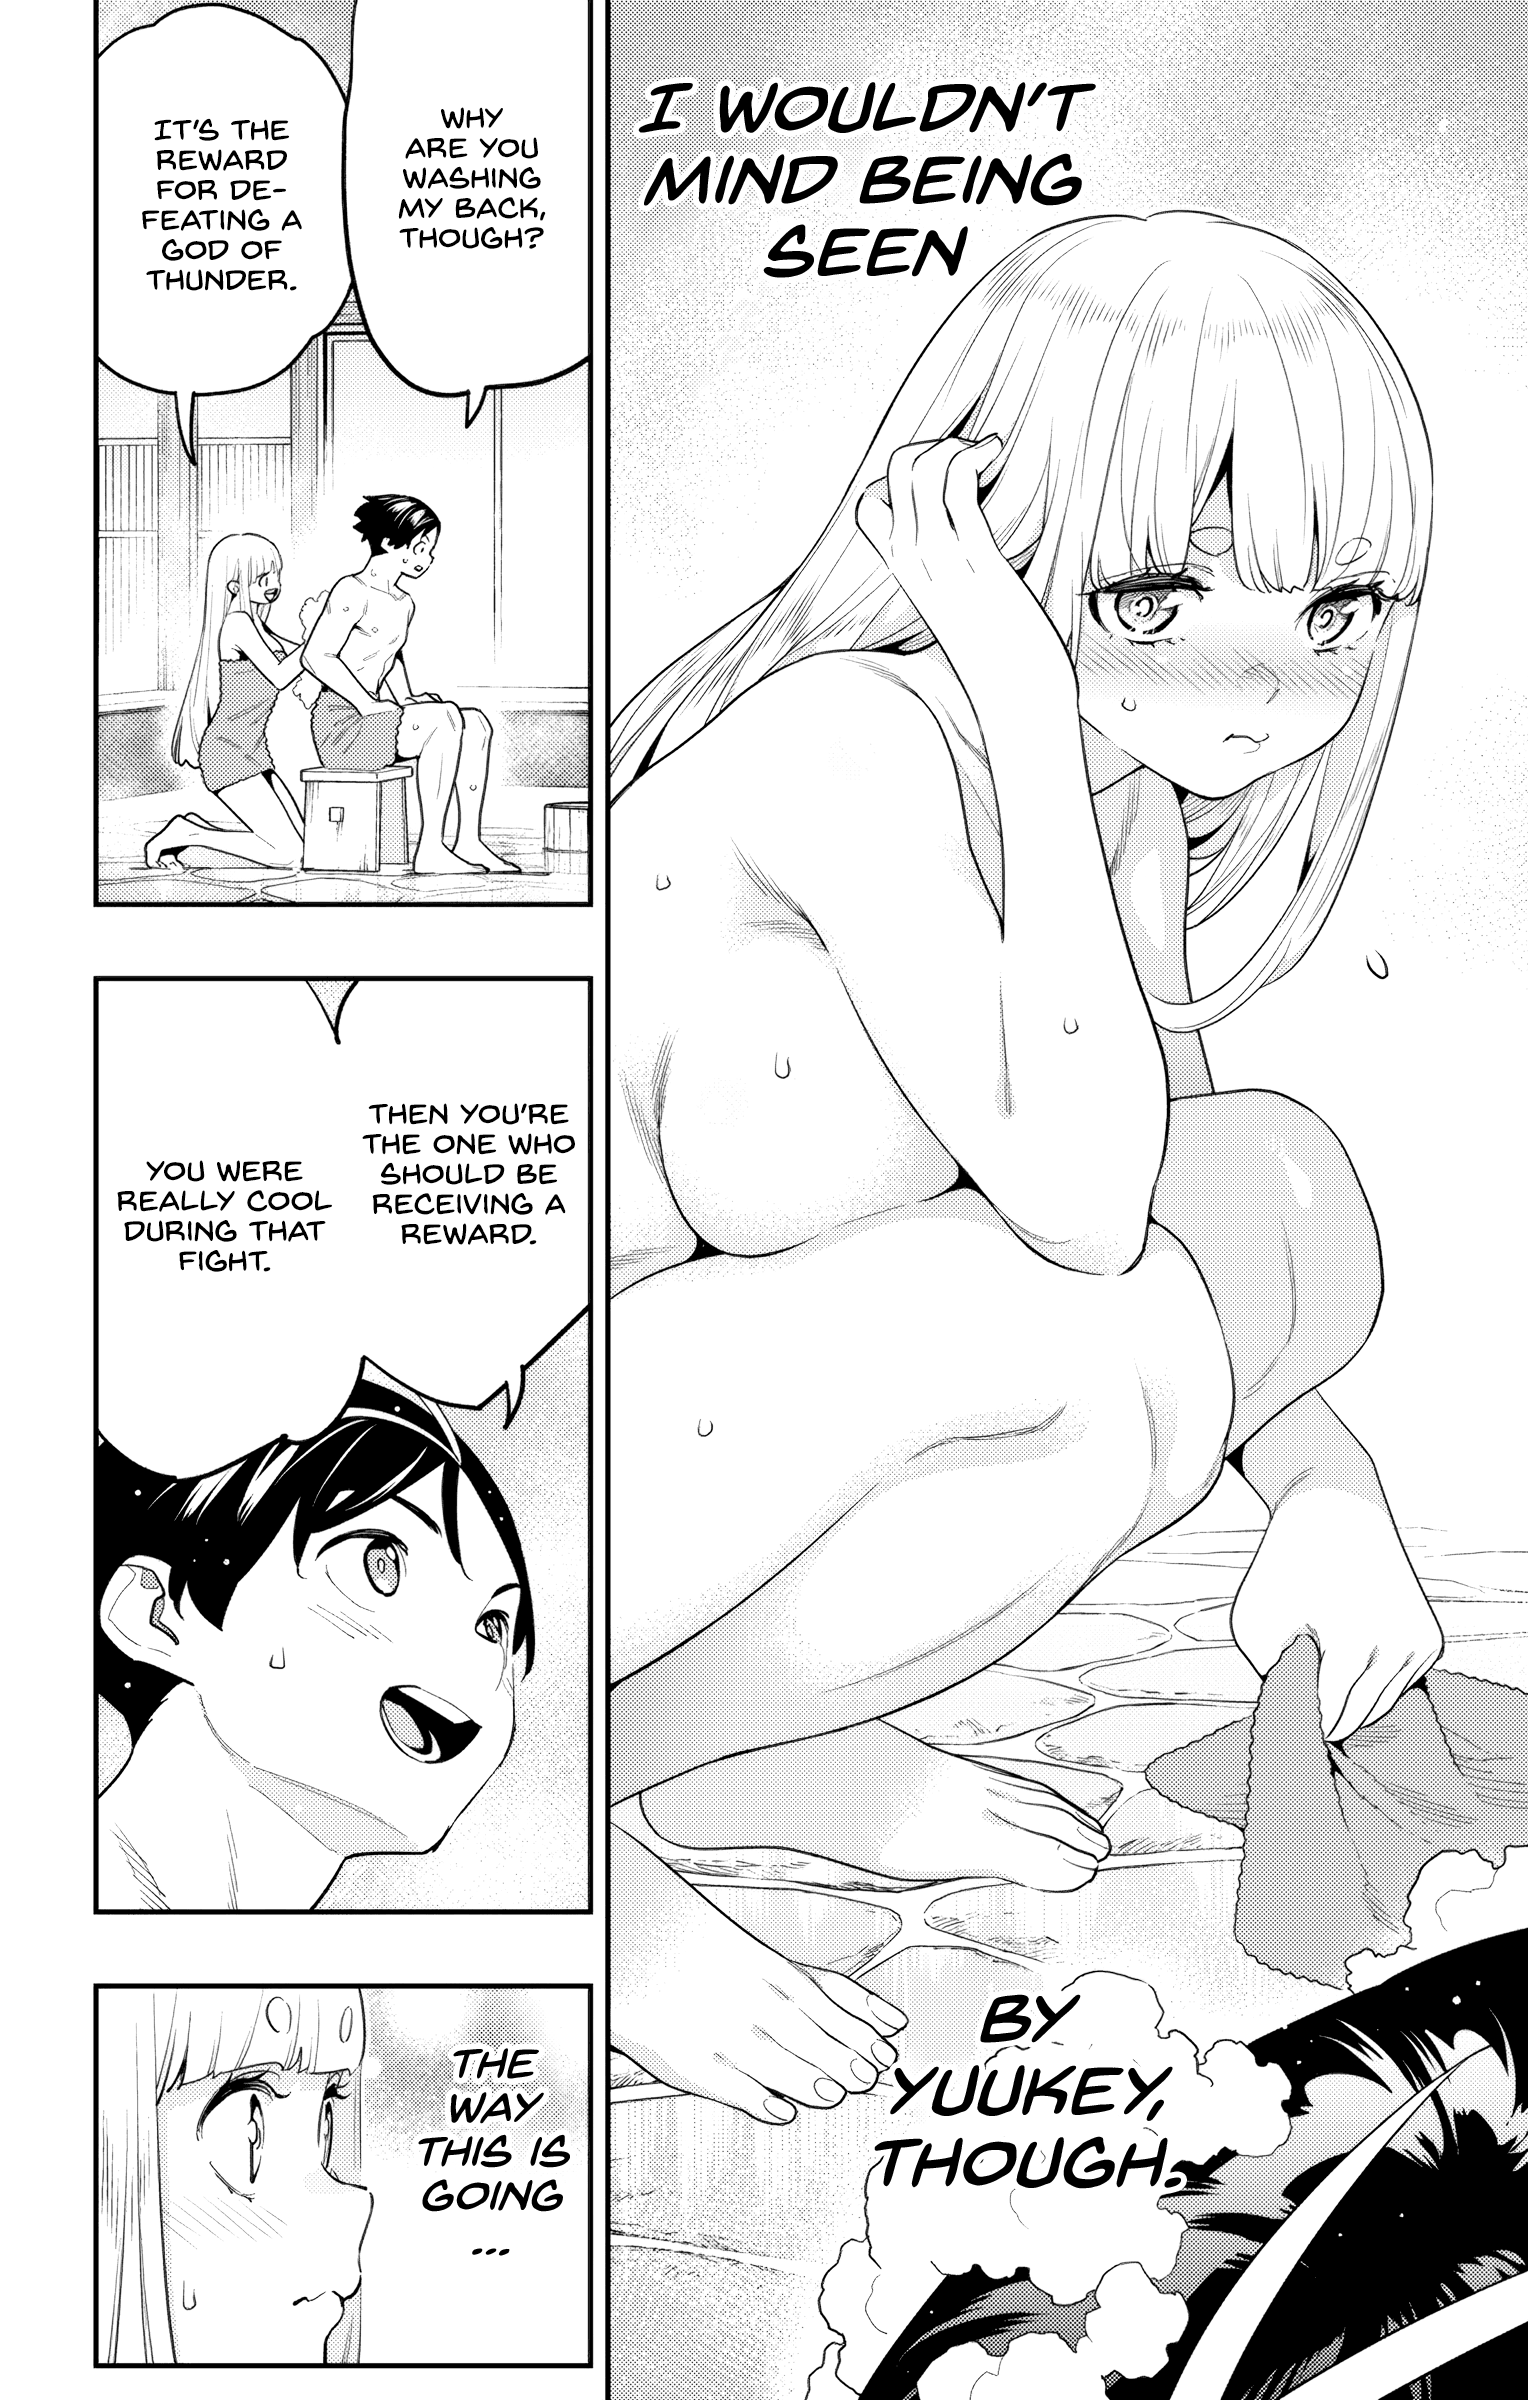 I WOULDN'T
MIND BEING
SEEN
BY
YUUKEY,
THOUGH.
WHY
ARE YOU
WASHING
MY BACK,
THOUGH?
IT'S THE
REWARD
FOR DE-
FEATING A
GOD OF
THUNDER.
THEN YOU'RE
THE ONE WHO
SHOULD BE
RECEIVING A
REWARD.
YOU WERE
REALLY COOL
DURING THAT
FIGHT.
THE
WAY
THIS IS
GOING
...